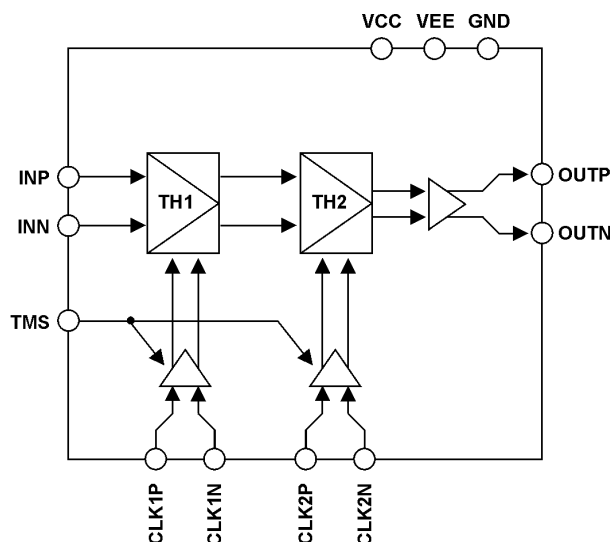 VCC VEE GND
INP TH1 TH2 OUTP
INN OUTN
TMS
CLK1P CLK1N CLK2P CLK2N